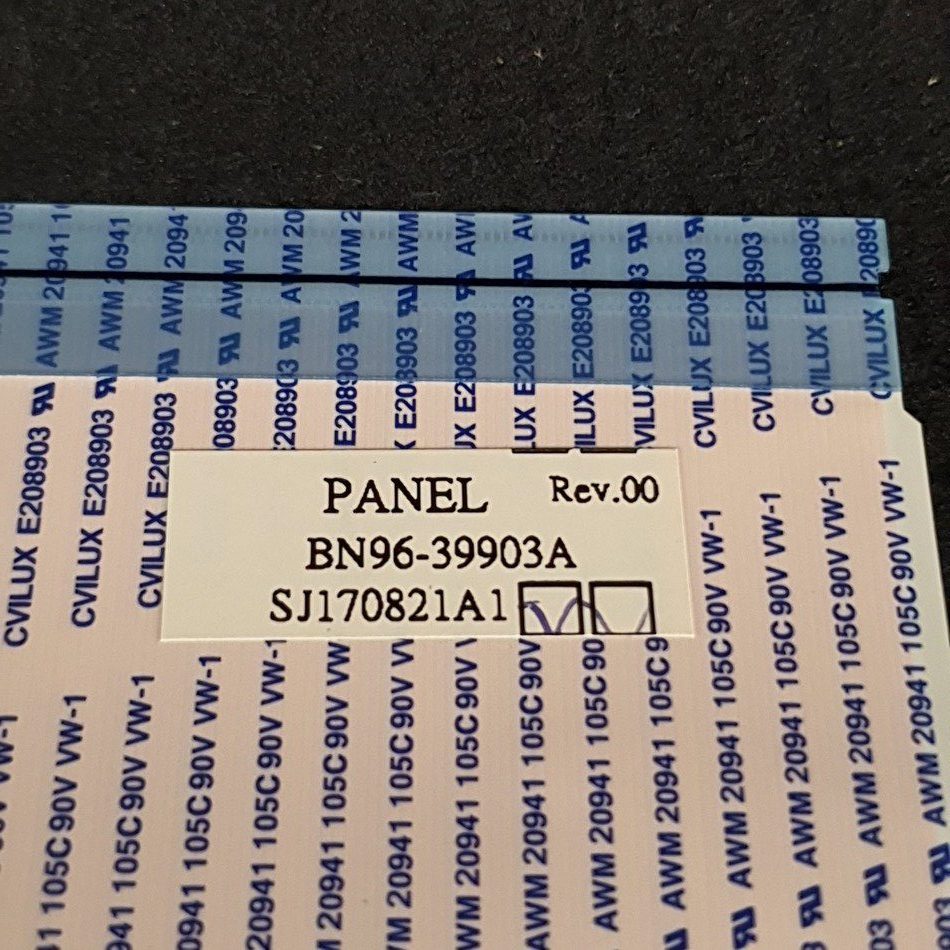 PANEL Rev.00
BN96-39903A
SJ170821A1
CVILUX E208903 AWM 20941 105C 90V VW-1